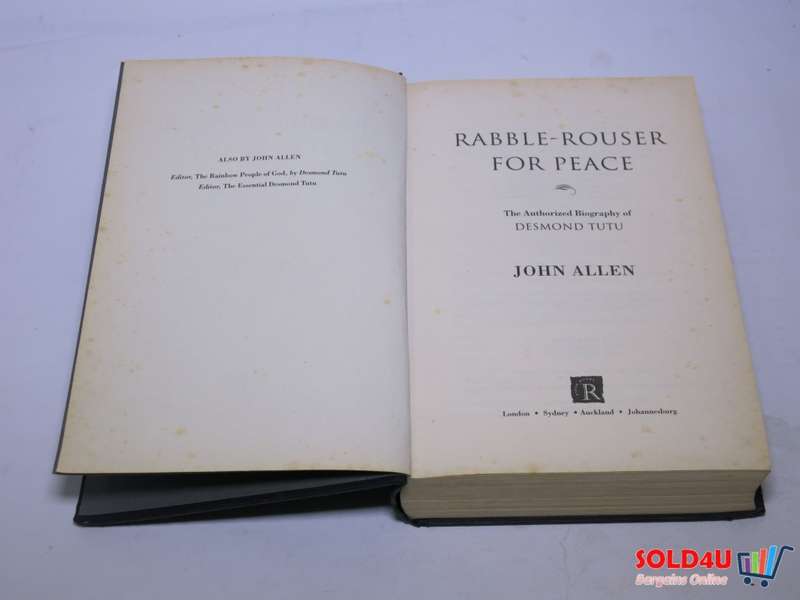 ALSO BY JOHN ALLEN
Editor, The Rainbow People of God, by Desmond Tutu
Editor, The Essential Desmond Tutu
RABBLE-ROUSER
FOR PEACE
The Authorized Biography of
DESMOND TUTU
JOHN ALLEN
R
London • Sydney • Auckland • Johannesburg
SOLD4U
Bargains Online